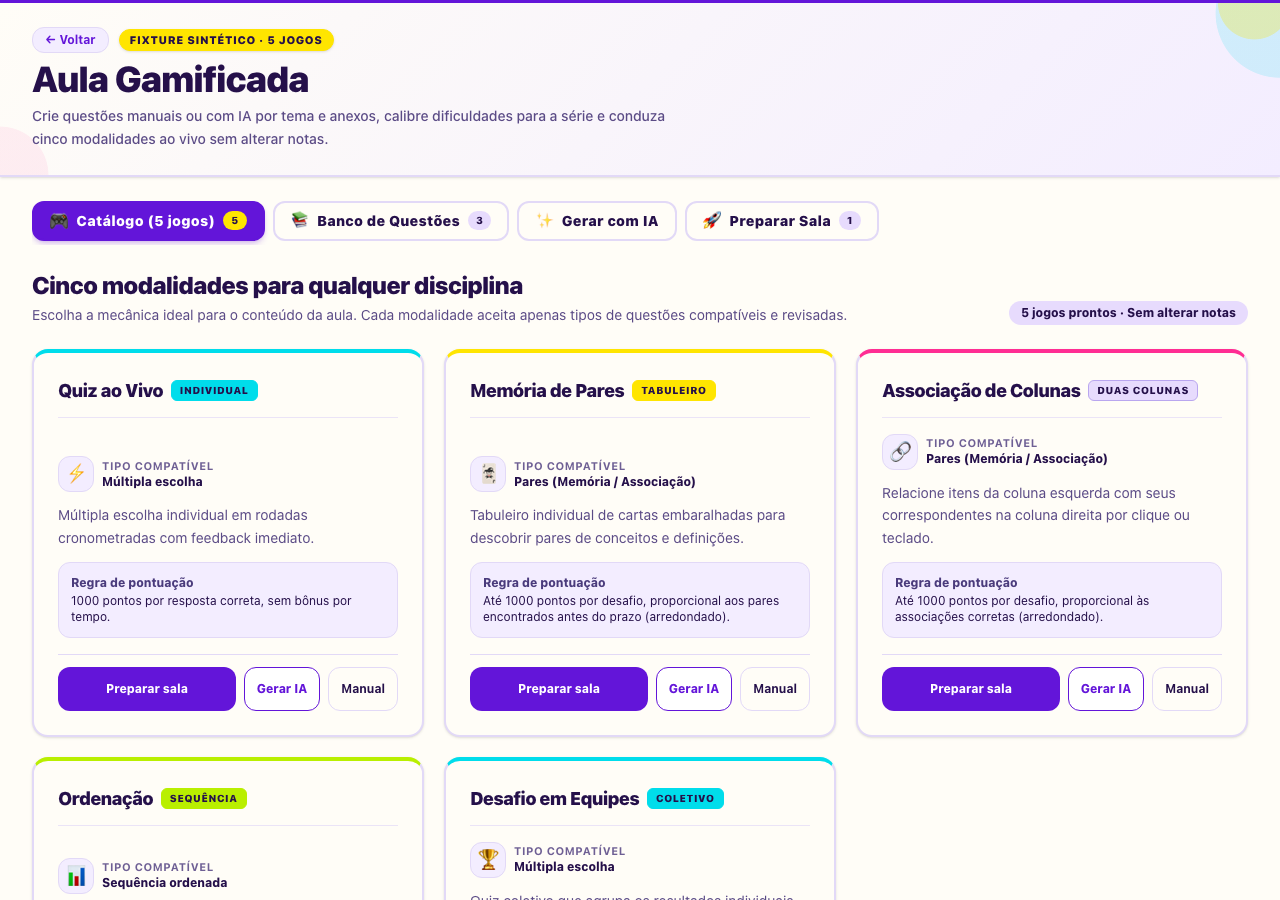 ← Voltar
FIXTURE SINTÉTICO · 5 JOGOS
Aula Gamificada
Crie questões manuais ou com IA por tema e anexos, calibre dificuldades para a série e conduza
cinco modalidades ao vivo sem alterar notas.
Catálogo (5 jogos) 5
Banco de Questões 3
Gerar com IA
Preparar Sala 1
Cinco modalidades para qualquer disciplina
Escolha a mecânica ideal para o conteúdo da aula. Cada modalidade aceita apenas tipos de questões compatíveis e revisadas.
5 jogos prontos · Sem alterar notas
Quiz ao Vivo INDIVIDUAL
TIPO COMPATÍVEL
Múltipla escolha
Múltipla escolha individual em rodadas
cronometradas com feedback imediato.
Regra de pontuação
1000 pontos por resposta correta, sem bônus por
tempo.
Preparar sala Gerar IA Manual
Memória de Pares TABULEIRO
TIPO COMPATÍVEL
Pares (Memória / Associação)
Tabuleiro individual de cartas embaralhadas para
descobrir pares de conceitos e definições.
Regra de pontuação
Até 1000 pontos por desafio, proporcional aos pares
encontrados antes do prazo (arredondado).
Preparar sala Gerar IA Manual
Associação de Colunas DUAS COLUNAS
TIPO COMPATÍVEL
Pares (Memória / Associação)
Relacione itens da coluna esquerda com seus
correspondentes na coluna direita por clique ou
teclado.
Regra de pontuação
Até 1000 pontos por desafio, proporcional às
associações corretas (arredondado).
Preparar sala Gerar IA Manual
Ordenação SEQUÊNCIA
TIPO COMPATÍVEL
Sequência ordenada
Desafio em Equipes COLETIVO
TIPO COMPATÍVEL
Múltipla escolha
Quiz coletivo que agrupa os resultados individuais